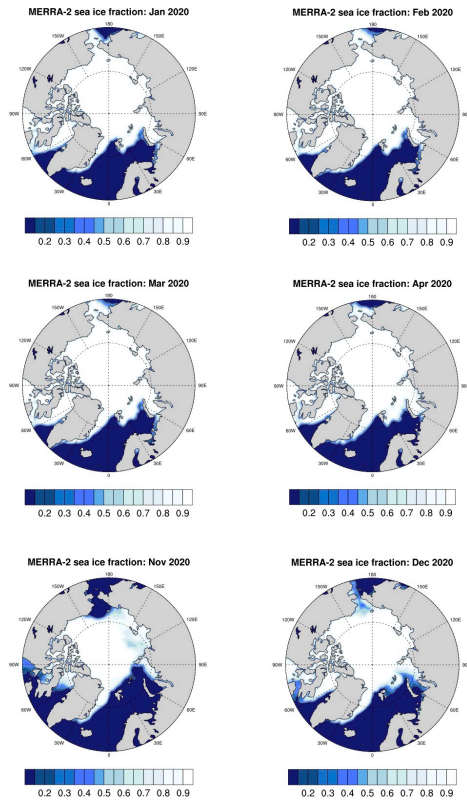 MERRA-2 sea ice fraction: Jan 2020
180
150W
150E
120W
120E
90W
90E
60W
60E
30W
30E
0
0.2 0.3 0.4 0.5 0.6 0.7 0.8 0.9
MERRA-2 sea ice fraction: Feb 2020
180
150W
150E
120W
120E
90W
90E
60W
60E
30W
30E
0
0.2 0.3 0.4 0.5 0.6 0.7 0.8 0.9
MERRA-2 sea ice fraction: Mar 2020
180
150W
150E
120W
120E
90W
90E
60W
60E
30W
30E
0
0.2 0.3 0.4 0.5 0.6 0.7 0.8 0.9
MERRA-2 sea ice fraction: Apr 2020
180
150W
150E
120W
120E
90W
90E
60W
60E
30W
30E
0
0.2 0.3 0.4 0.5 0.6 0.7 0.8 0.9
MERRA-2 sea ice fraction: Nov 2020
180
150W
150E
120W
120E
90W
90E
60W
60E
30W
30E
0
0.2 0.3 0.4 0.5 0.6 0.7 0.8 0.9
MERRA-2 sea ice fraction: Dec 2020
180
150W
150E
120W
120E
90W
90E
60W
60E
30W
30E
0
0.2 0.3 0.4 0.5 0.6 0.7 0.8 0.9